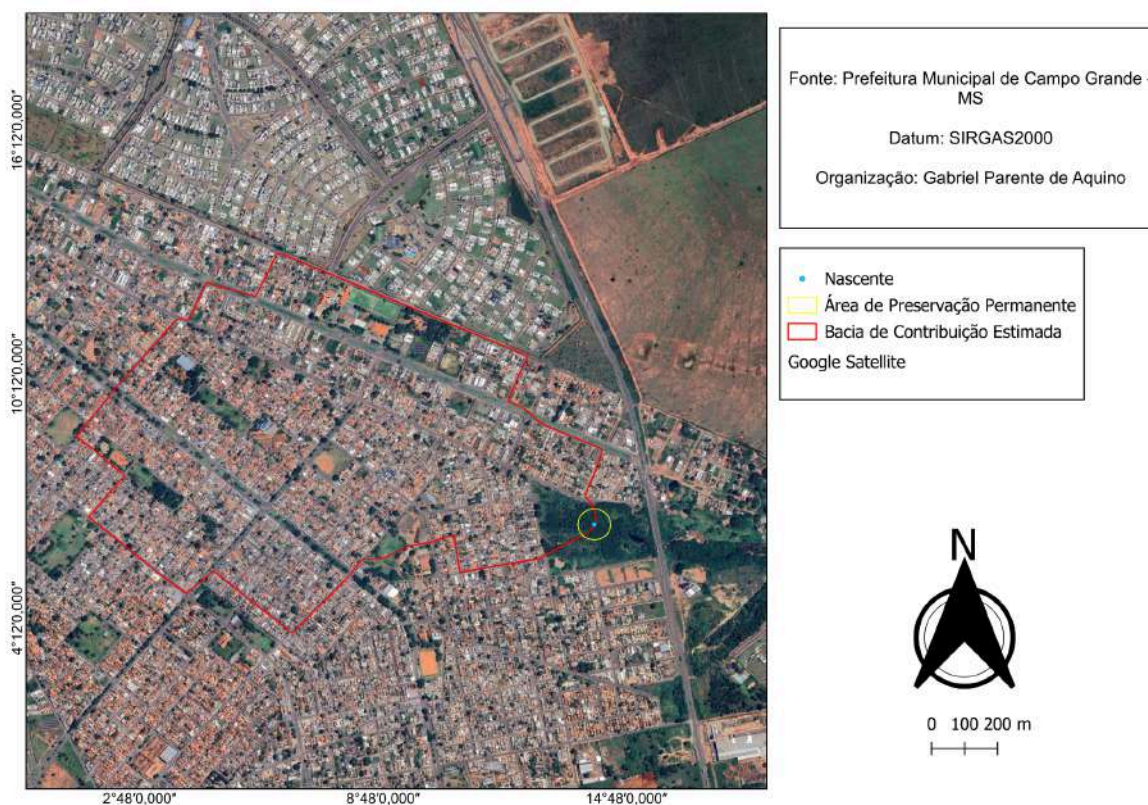 Fonte: Prefeitura Municipal de Campo Grande -
MS
Datum: SIRGAS2000
Organização: Gabriel Parente de Aquino
Nascente
Área de Preservação Permanente
Bacia de Contribuição Estimada
Google Satellite
N
0 100 200 m
16°12'0,000"
10°12'0,000"
4°12'0,000"
2°48'0,000"
8°48'0,000"
14°48'0,000"